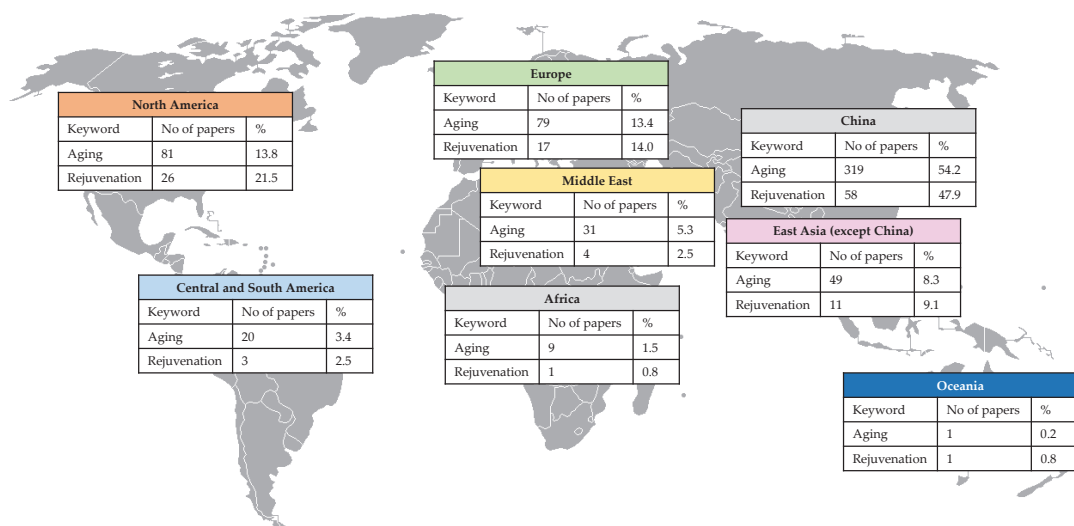 North America
Keyword No of papers %
Aging 81 13.8
Rejuvenation 26 21.5
Europe
Keyword No of papers %
Aging 79 13.4
Rejuvenation 17 14.0
China
Keyword No of papers %
Aging 319 54.2
Rejuvenation 58 47.9
Middle East
Keyword No of papers %
Aging 31 5.3
Rejuvenation 4 2.5
East Asia (except China)
Keyword No of papers %
Aging 49 8.3
Rejuvenation 11 9.1
Central and South America
Keyword No of papers %
Aging 20 3.4
Rejuvenation 3 2.5
Africa
Keyword No of papers %
Aging 9 1.5
Rejuvenation 1 0.8
Oceania
Keyword No of papers %
Aging 1 0.2
Rejuvenation 1 0.8